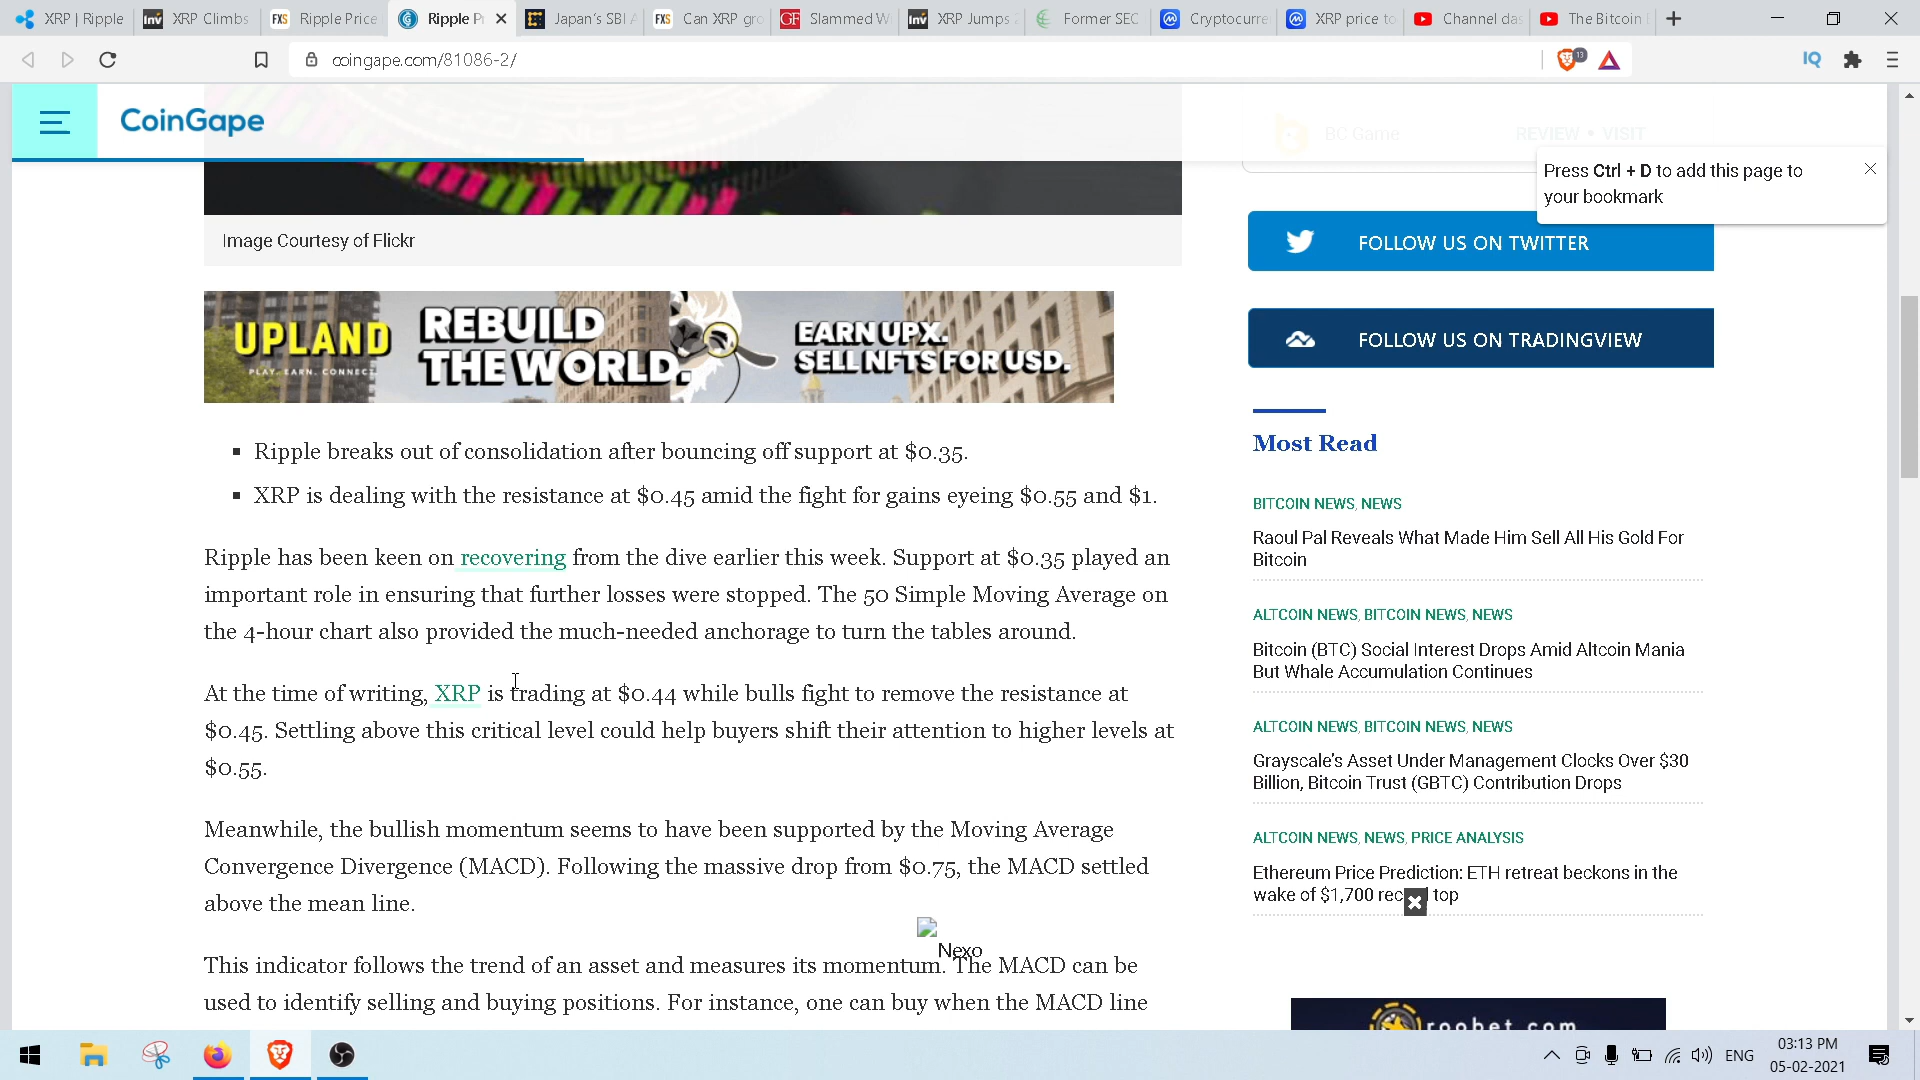 XRP | Ripple
XRP Climbs
Ripple Price
Ripple Pr
Japan's SBI A
Can XRP gro
Slammed W
XRP Jumps 2
Former SEC
Cryptocurre
XRP price to
Channel das
The Bitcoin
coingape.com/81086-2/
13
IQ
CoinGape
BC Game
REVIEW • VISIT
Press Ctrl + D to add this page to
your bookmark
Image Courtesy of Flickr
FOLLOW US ON TWITTER
FOLLOW US ON TRADINGVIEW
UPLAND
PLAY. EARN. CONNECT
REBUILD
THE WORLD.
EARN UPX.
SELL NFTS FOR USD.
Ripple breaks out of consolidation after bouncing off support at $0.35.
XRP is dealing with the resistance at $0.45 amid the fight for gains eyeing $0.55 and $1.
Ripple has been keen on recovering from the dive earlier this week. Support at $0.35 played an
important role in ensuring that further losses were stopped. The 50 Simple Moving Average on
the 4-hour chart also provided the much-needed anchorage to turn the tables around.
At the time of writing, XRP is trading at $0.44 while bulls fight to remove the resistance at
$0.45. Settling above this critical level could help buyers shift their attention to higher levels at
$0.55.
Meanwhile, the bullish momentum seems to have been supported by the Moving Average
Convergence Divergence (MACD). Following the massive drop from $0.75, the MACD settled
above the mean line.
Nexo
This indicator follows the trend of an asset and measures its momentum. The MACD can be
used to identify selling and buying positions. For instance, one can buy when the MACD line
Most Read
BITCOIN NEWS, NEWS
Raoul Pal Reveals What Made Him Sell All His Gold For
Bitcoin
ALTCOIN NEWS, BITCOIN NEWS, NEWS
Bitcoin (BTC) Social Interest Drops Amid Altcoin Mania
But Whale Accumulation Continues
ALTCOIN NEWS, BITCOIN NEWS, NEWS
Grayscale's Asset Under Management Clocks Over $30
Billion, Bitcoin Trust (GBTC) Contribution Drops
ALTCOIN NEWS, NEWS, PRICE ANALYSIS
Ethereum Price Prediction: ETH retreat beckons in the
wake of $1,700 rec top
roobet.com
ENG
03:13 PM
05-02-2021